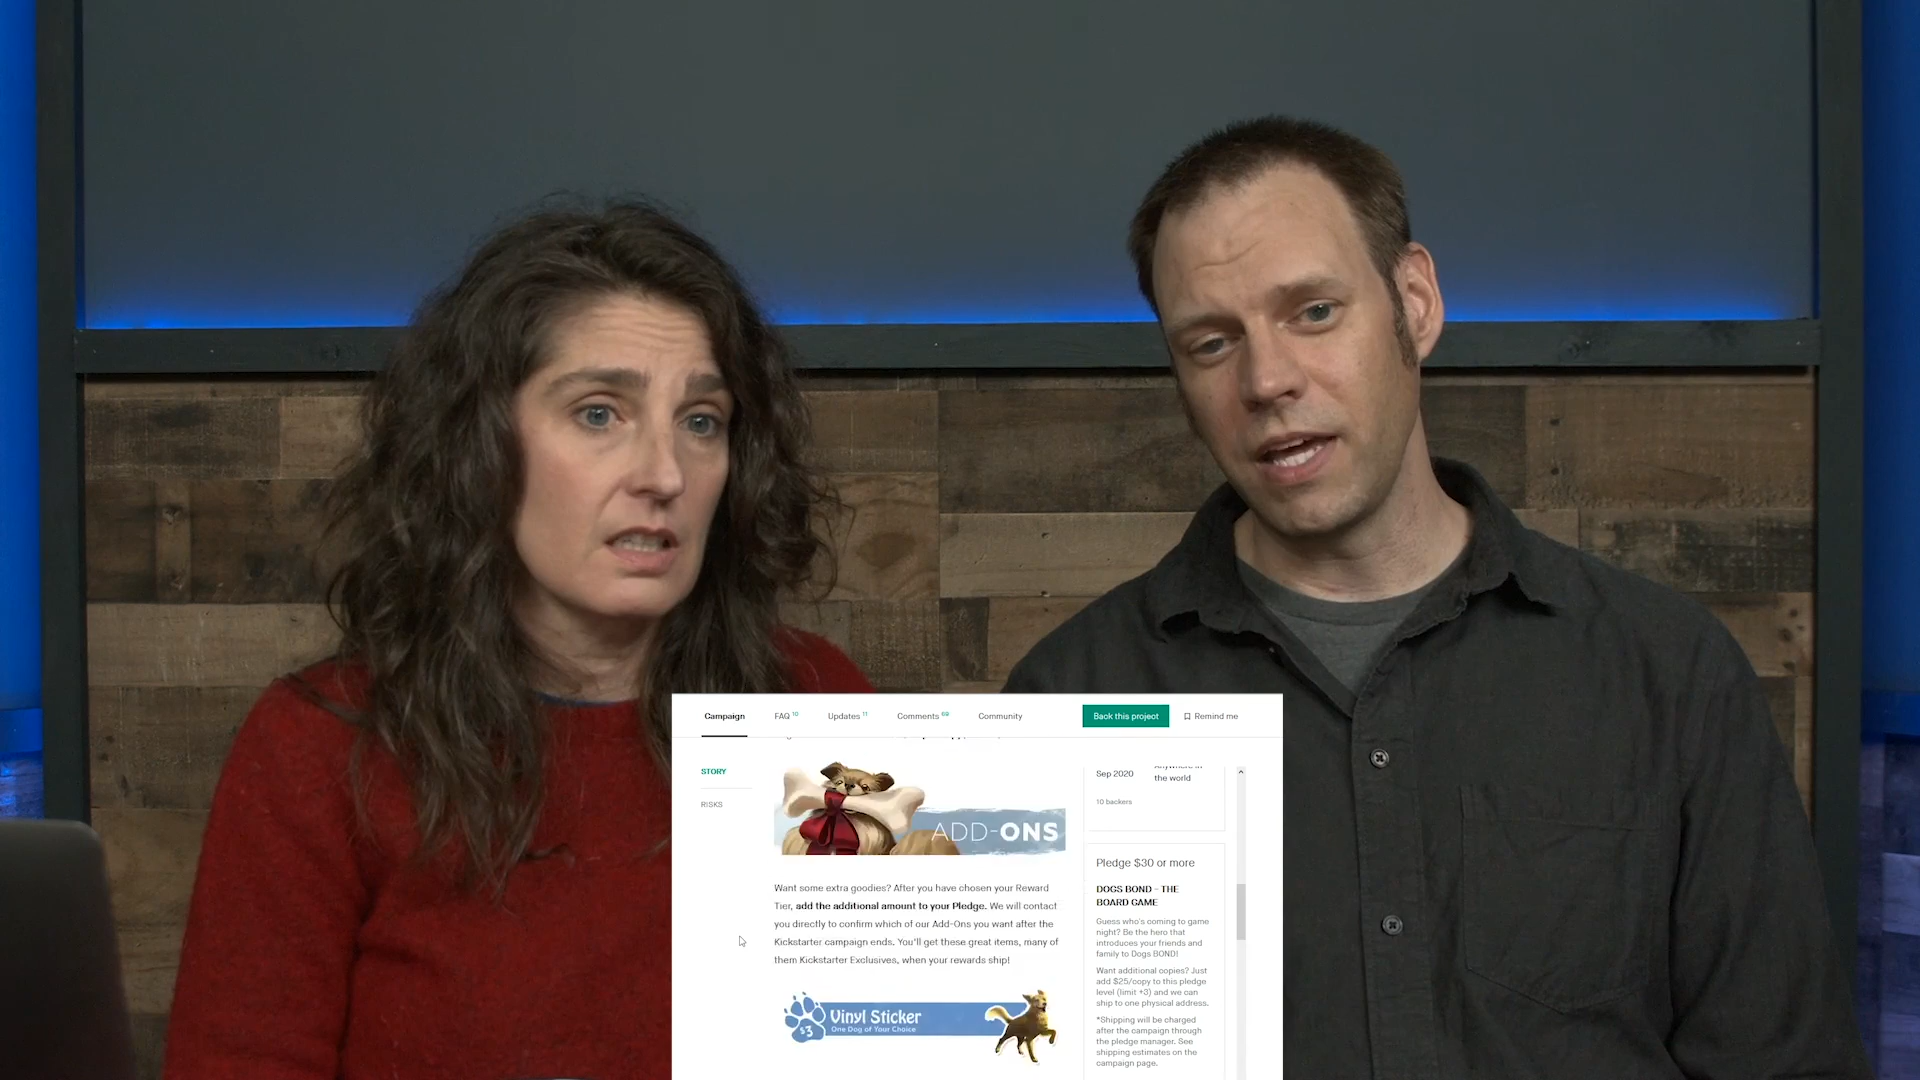 Campaign
FAQ 10
Updates 11
Comments 69
Community
Back this project
Remind me
STORY
RISKS
ADD-ONS
Want some extra goodies? After you have chosen your Reward
Tier, add the additional amount to your Pledge. We will contact
you directly to confirm which of our Add-Ons you want after the
Kickstarter campaign ends. You'll get these great items, many of
them Kickstarter Exclusives, when your rewards ship!
$3
Vinyl Sticker
One Dog of Your Choice
Sep 2020
Anywhere in
the world
10 backers
Pledge $30 or more
DOGS BOND - THE
BOARD GAME
Guess who's coming to game
night? Be the hero that
introduces your friends and
family to Dogs BOND!
Want additional copies? Just
add $25/copy to this pledge
level (limit +3) and we can
ship to one physical address.
*Shipping will be charged
after the campaign through
the pledge manager. See
shipping estimates on the
campaign page.